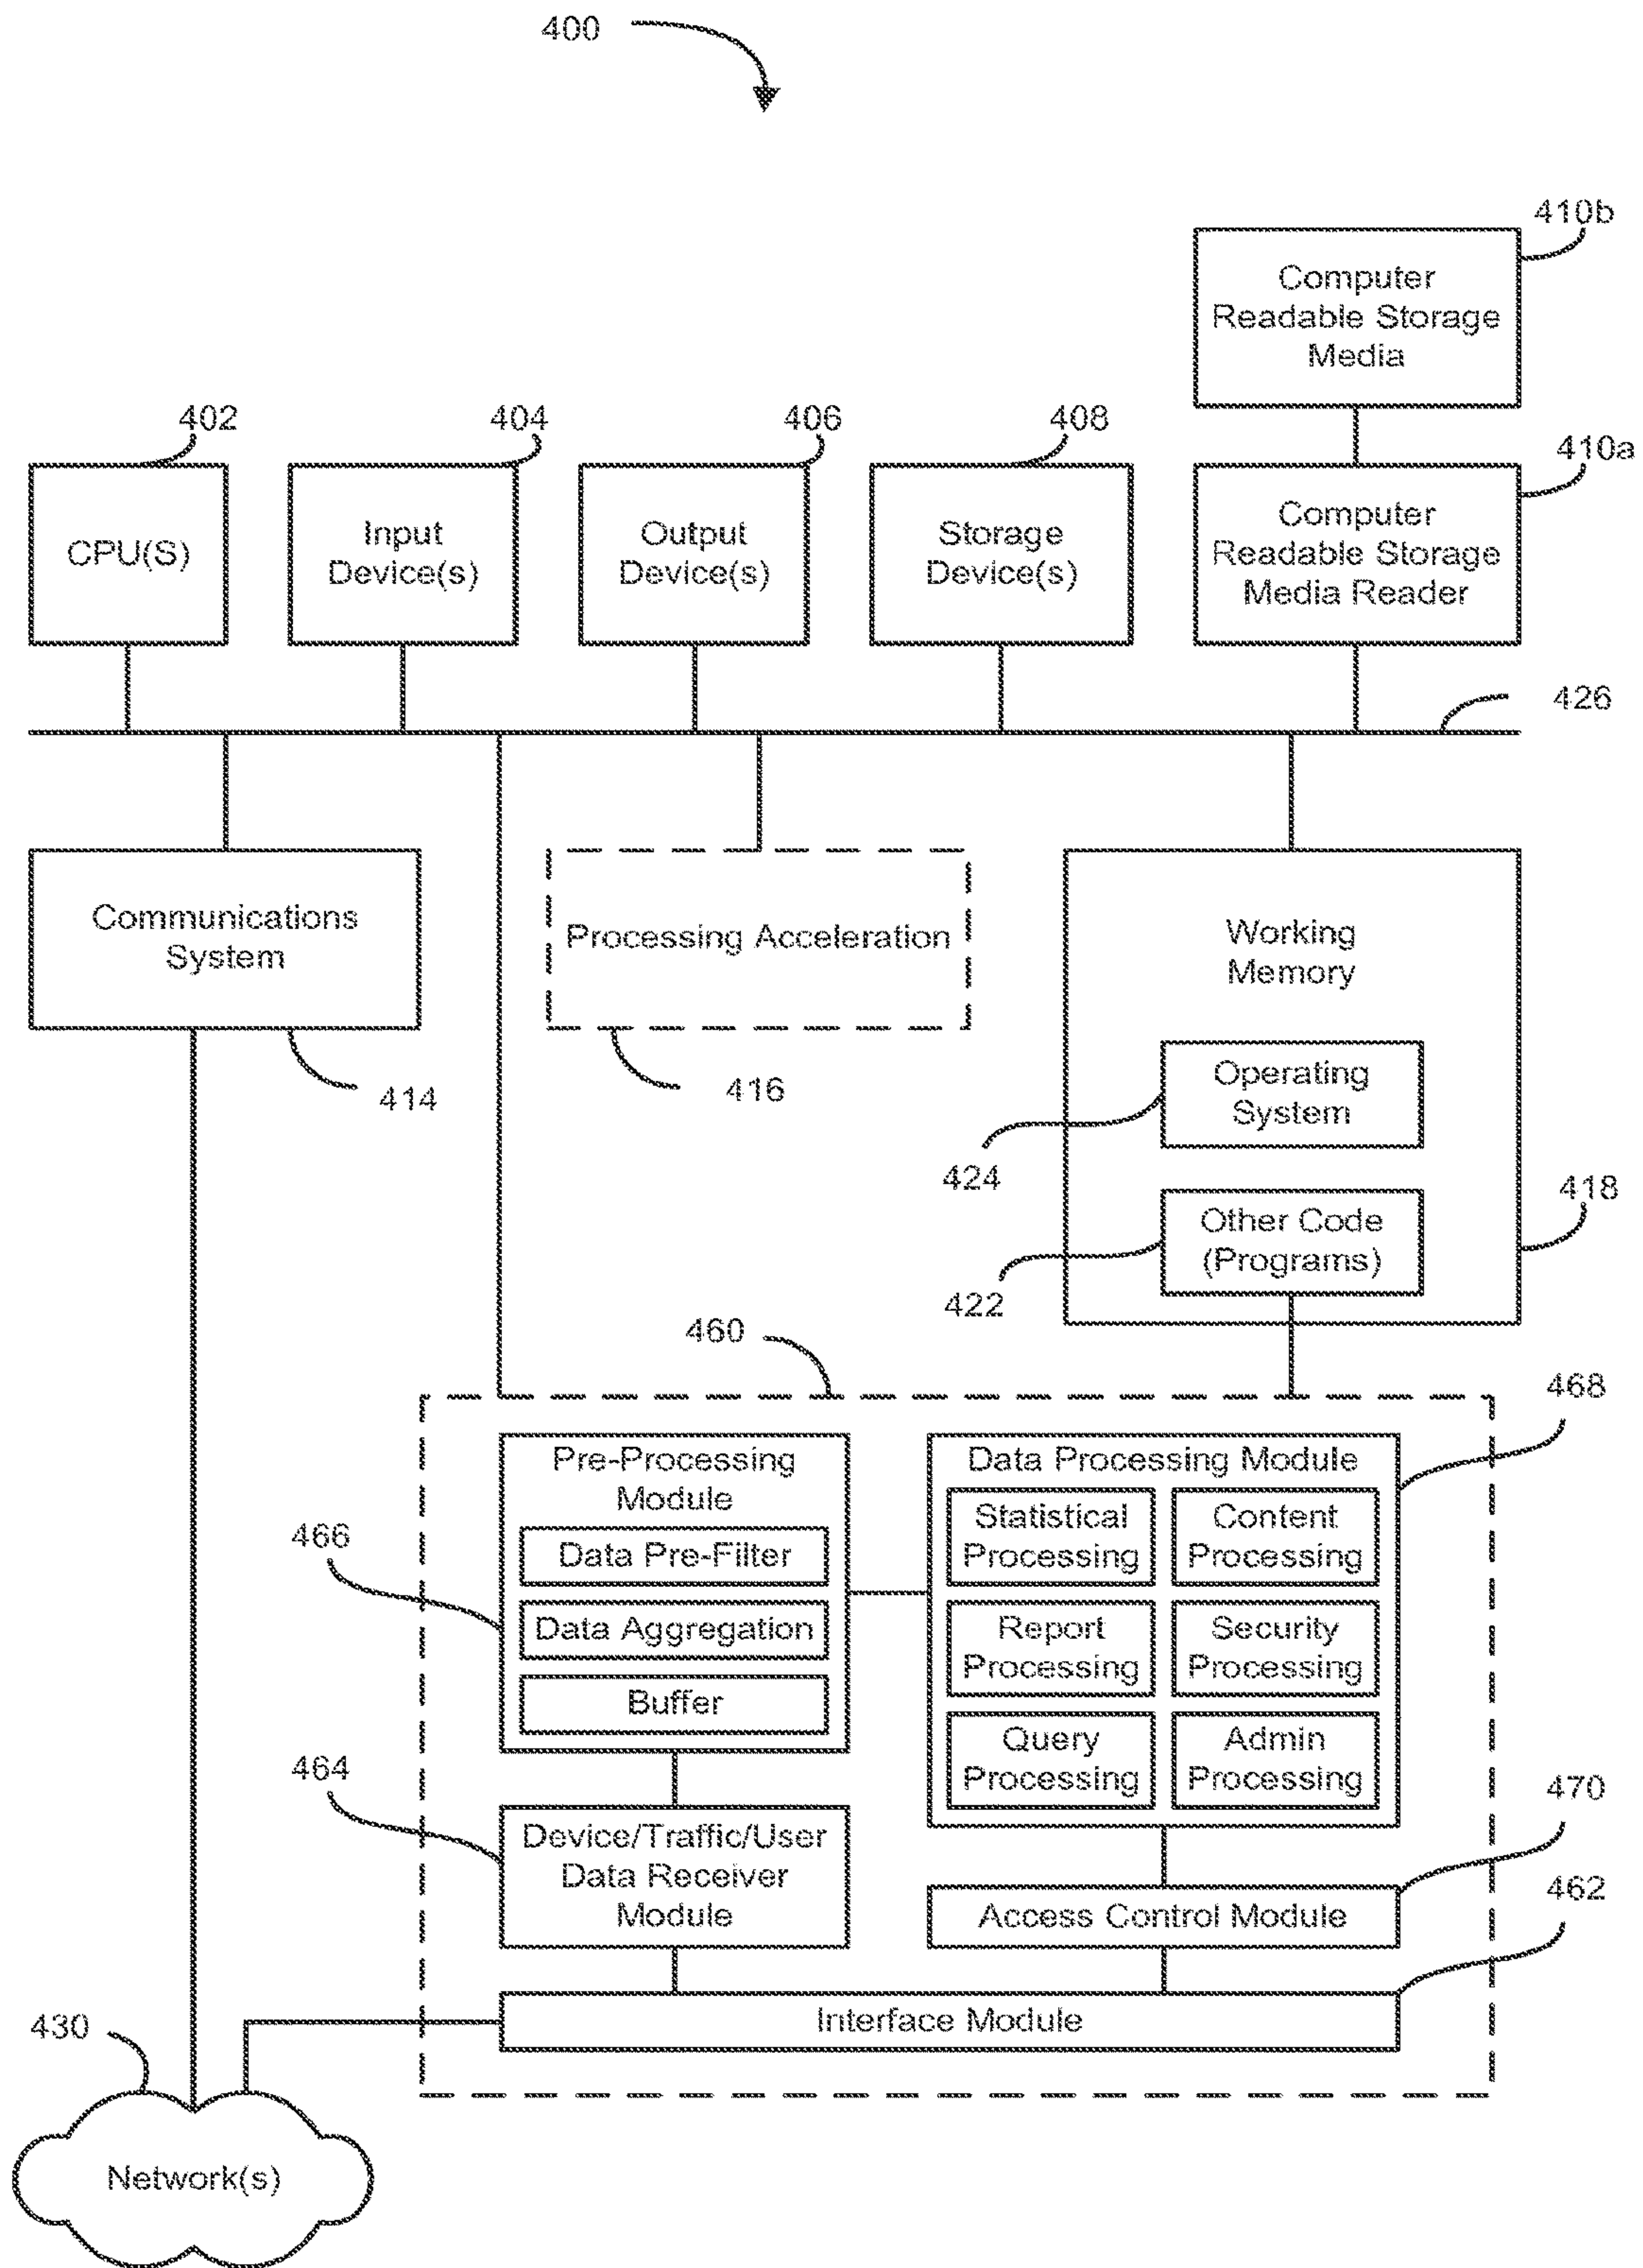 400
410b
Computer
Readable Storage
Media
402
404
406
408
410a
CPU(S)
Input
Device(s)
Output
Device(s)
Storage
Device(s)
Computer
Readable Storage
Media Reader
426
Communications
System
414
Processing Acceleration
416
Working
Memory
Operating
System
424
418
Other Code
(Programs)
422
460
468
Pre-Processing
Module
466
Data Pre-Filter
Data Aggregation
Buffer
Data Processing Module
Statistical
Processing
Content
Processing
Report
Processing
Security
Processing
Query
Processing
Admin
Processing
464
Device/Traffic/User
Data Receiver
Module
470
Access Control Module
462
Interface Module
430
Network(s)